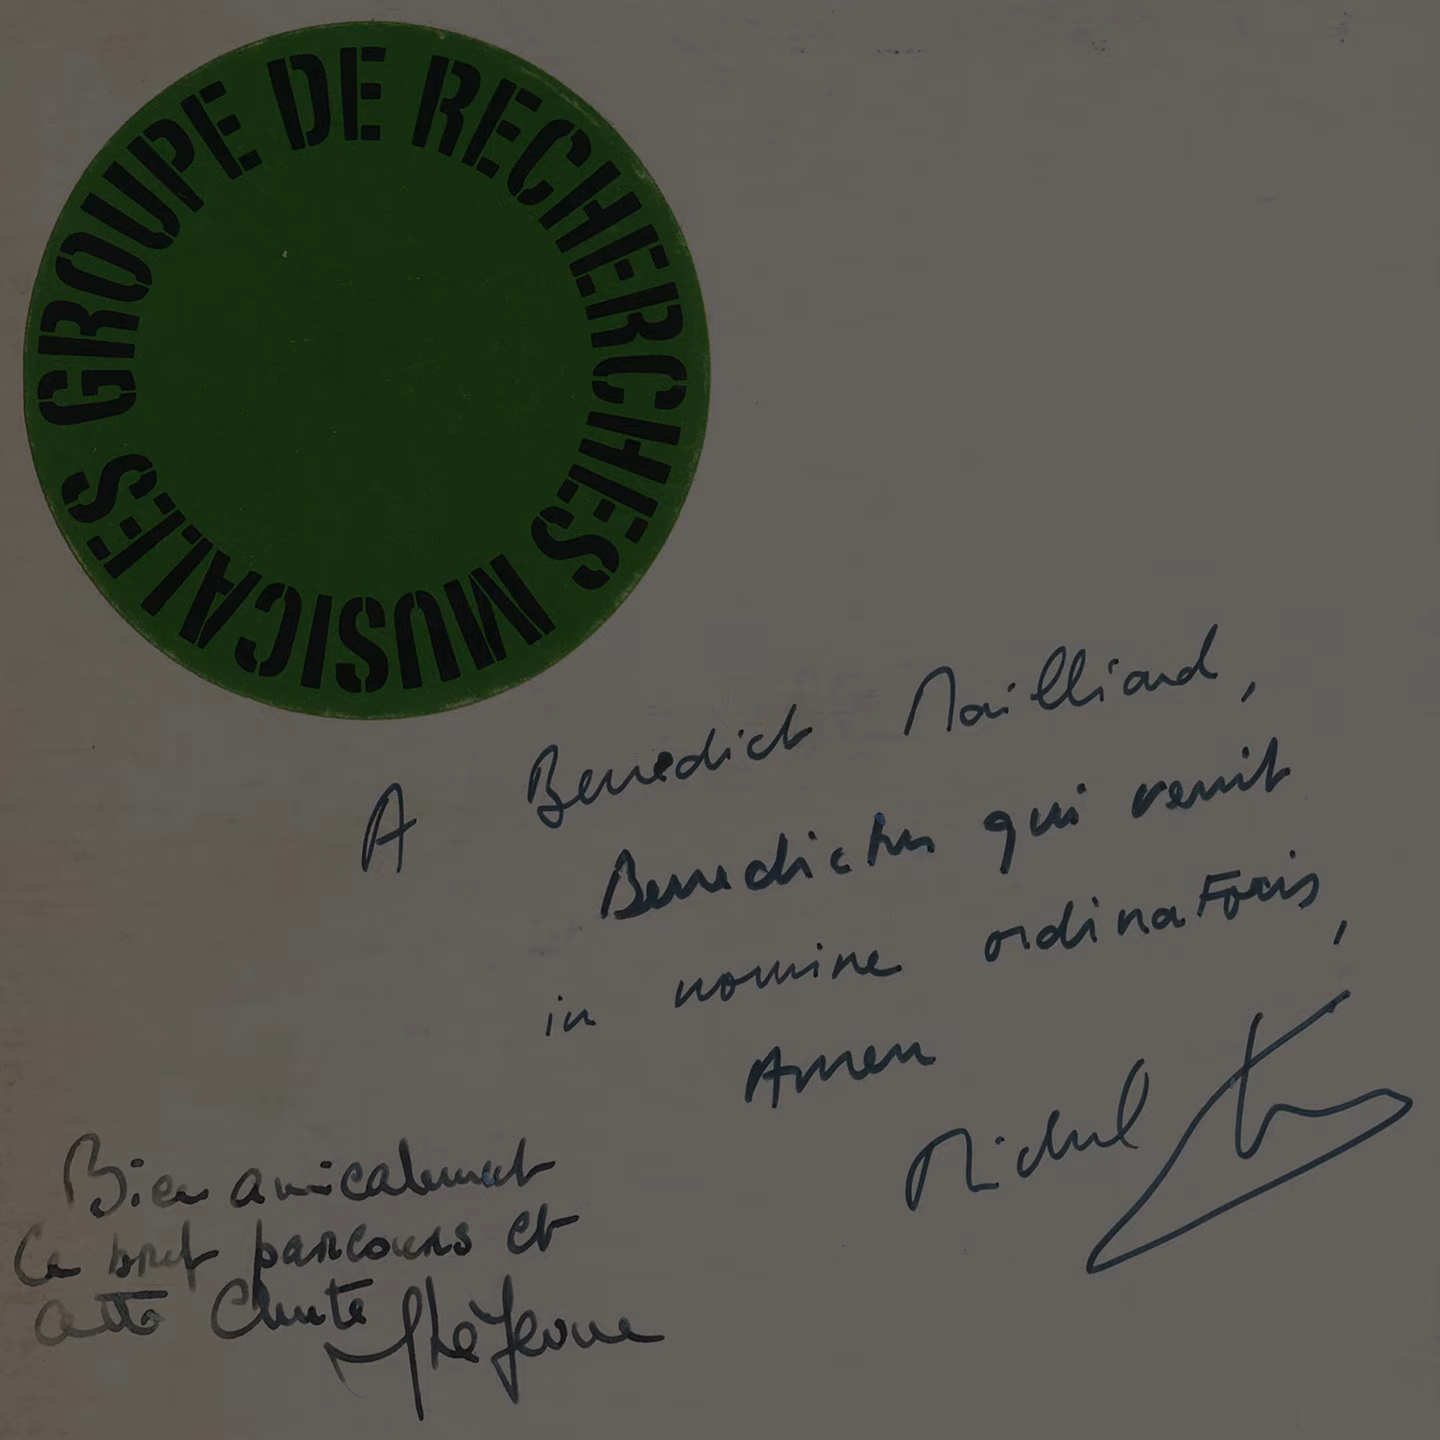 GROUPE DE RECHERCHES MUSICALES
A Benedict Mailliard,
Benedictus qui venit
in nomine ordinatoris,
Amen
Michel
Bien amicalement
Ce bref parcours et
cette Chute